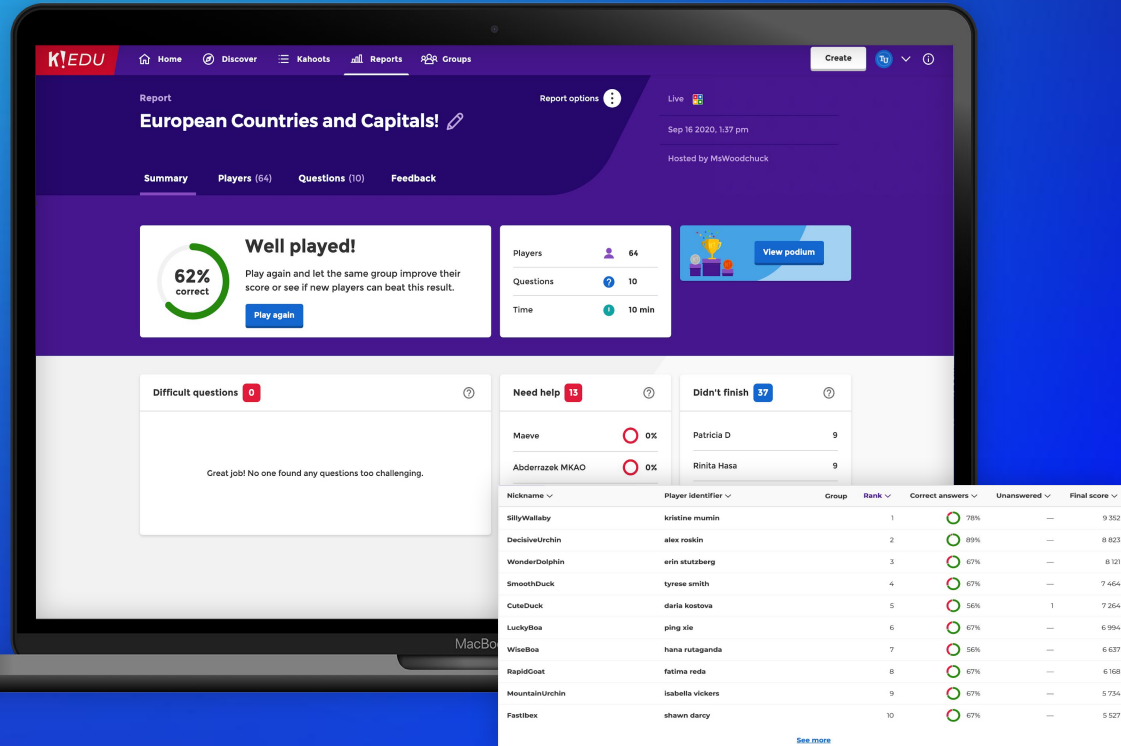 K!EDU Home Discover Kahoots Reports Groups Create TU
Report Report options Live
European Countries and Capitals!
Sep 16 2020, 1:37 pm
Hosted by MsWoodchuck
Summary Players (64) Questions (10) Feedback
62%
correct
Well played!
Play again and let the same group improve their
score or see if new players can beat this result.
Play again
Players 64
Questions 10
Time 10 min
View podium
Difficult questions 0
Great job! No one found any questions too challenging.
Need help 13
Maeve 0%
Abderrazek MKAO 0%
Didn't finish 37
Patricia D 9
Rinita Hasa 9
Nickname Player identifier Group Rank Correct answers Unanswered Final score
SillyWallaby kristine mumin 1 78% — 9 352
DecisiveUrchin alex roskin 2 89% — 8 823
WonderDolphin erin stutzberg 3 67% — 8 121
SmoothDuck tyrese smith 4 67% — 7 464
CuteDuck daria kostova 5 56% 1 7 264
LuckyBoa ping xie 6 67% — 6 994
WiseBoa hana rutaganda 7 56% — 6 637
RapidGoat fatima reda 8 67% — 6 168
MountainUrchin isabella vickers 9 67% — 5 734
FastIbex shawn darcy 10 67% — 5 527
See more
MacBo